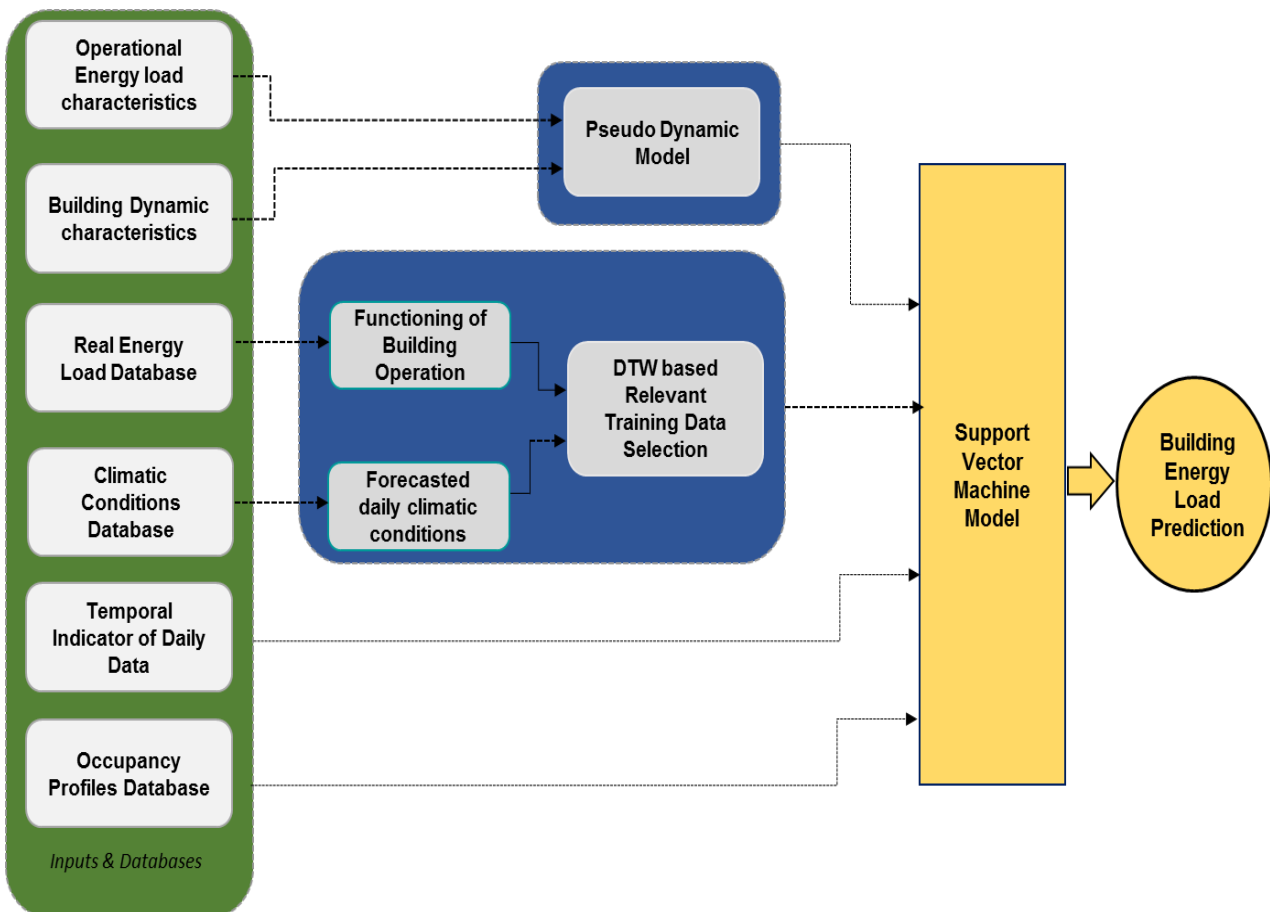 Operational
Energy load
characteristics
Building Dynamic
characteristics
Real Energy
Load Database
Climatic
Conditions
Database
Temporal
Indicator of Daily
Data
Occupancy
Profiles Database
Inputs & Databases
Pseudo Dynamic
Model
Functioning of
Building
Operation
Forecasted
daily climatic
conditions
DTW based
Relevant
Training Data
Selection
Support
Vector
Machine
Model
Building
Energy
Load
Prediction